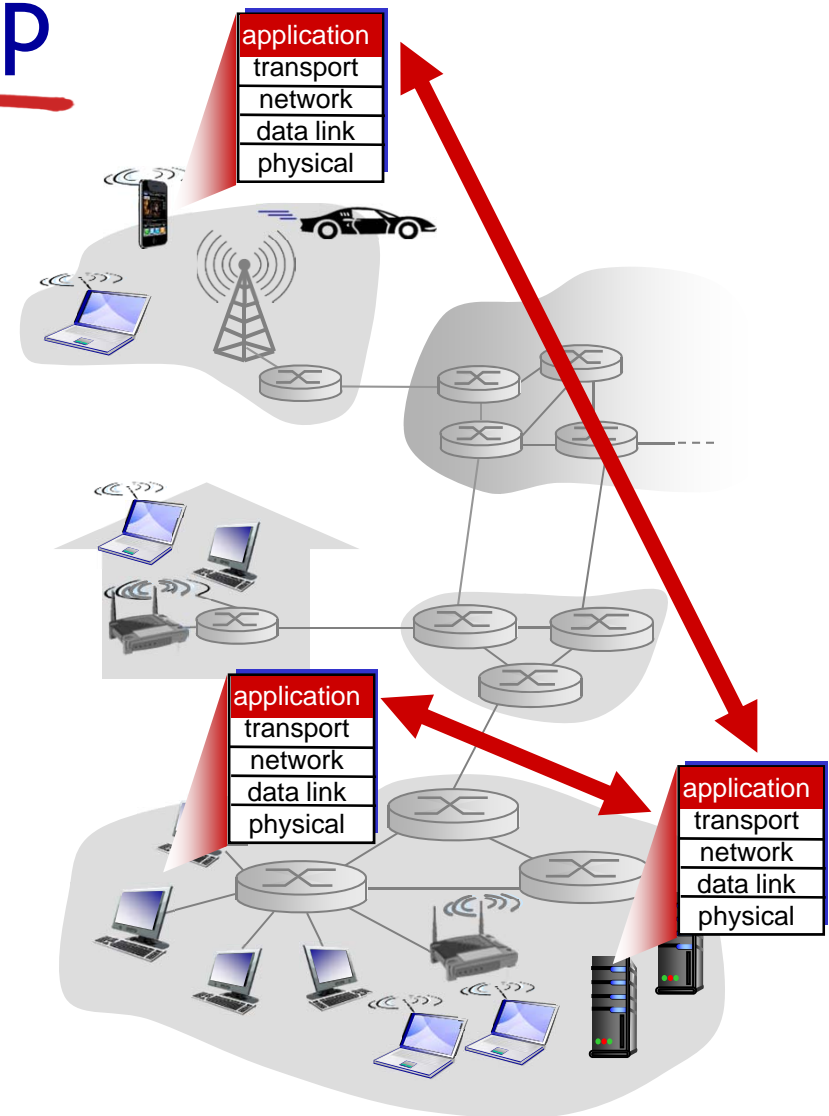 p
application
transport
network
data link
physical
application
transport
network
data link
physical
application
transport
network
data link
physical